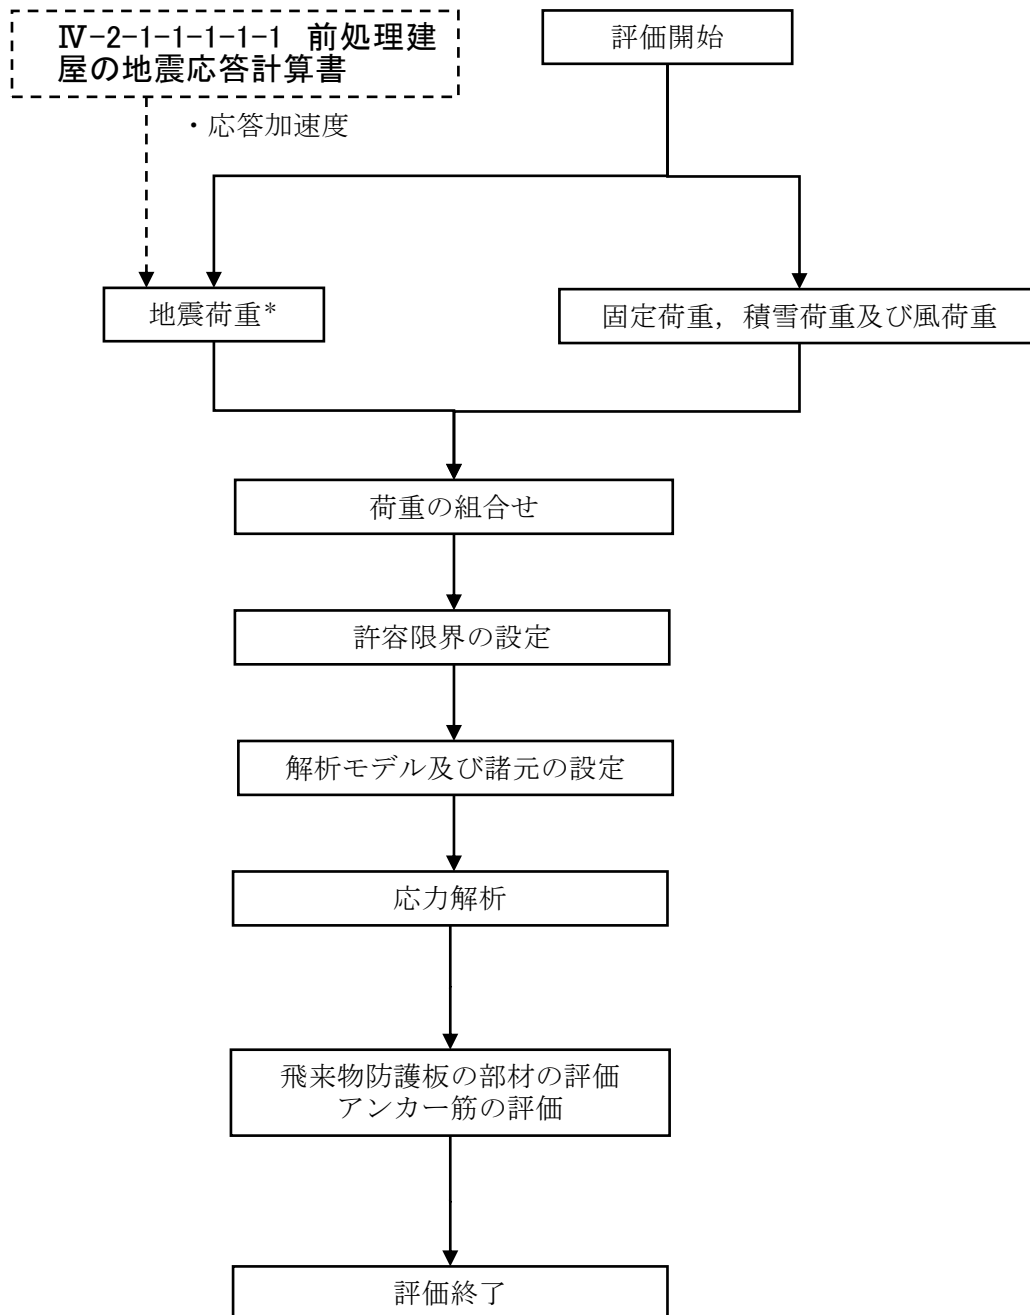 Ⅳ-2-1-1-1-1-1 前処理建
屋の地震応答計算書
評価開始
・応答加速度
地震荷重*
固定荷重，積雪荷重及び風荷重
荷重の組合せ
許容限界の設定
解析モデル及び諸元の設定
応力解析
飛来物防護板の部材の評価
アンカー筋の評価
評価終了